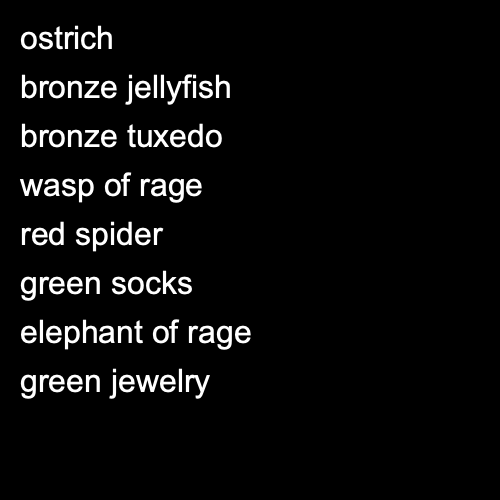 ostrich
bronze jellyfish
bronze tuxedo
wasp of rage
red spider
green socks
elephant of rage
green jewelry